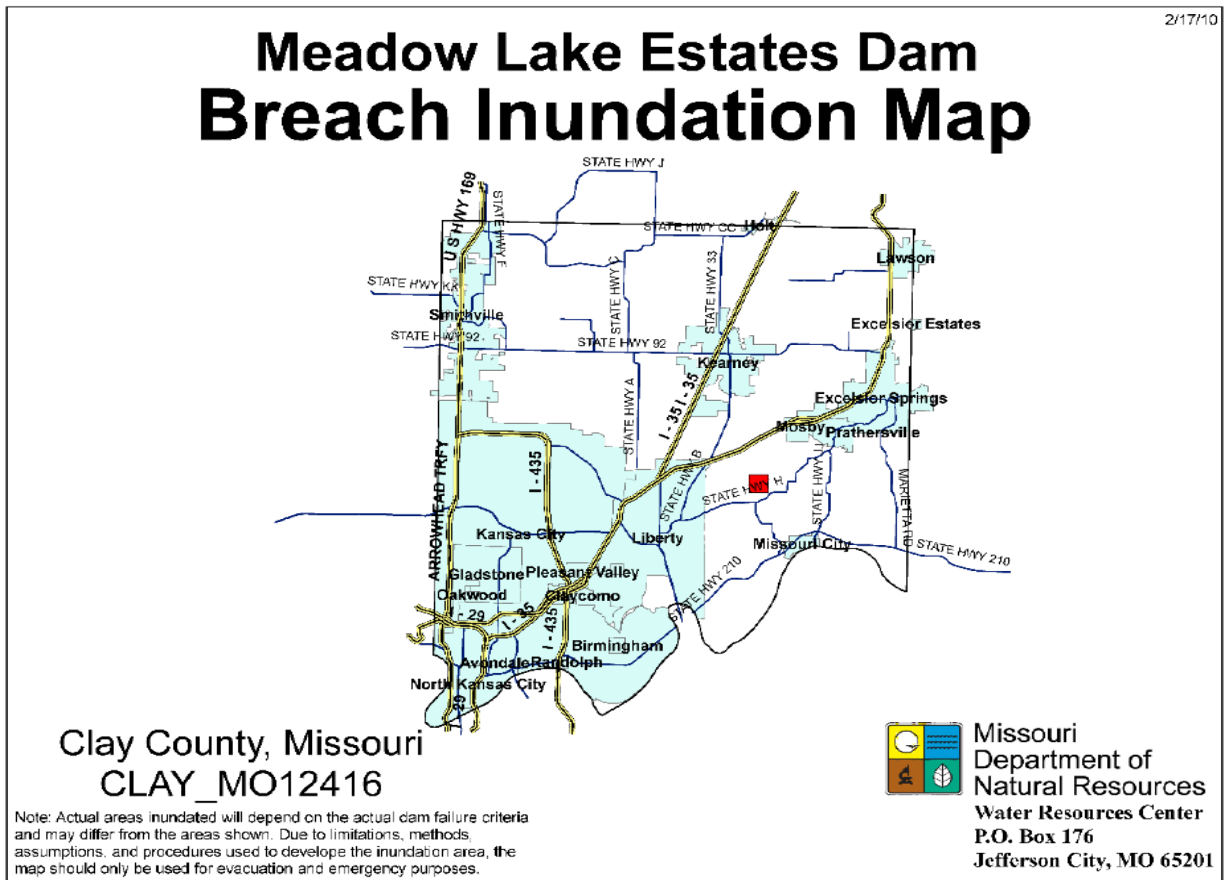 2/17/10
Meadow Lake Estates Dam
Breach Inundation Map
STATE HWY J
U S HWY 169
STATE HWY F
STATE HWY CC
Holt
STATE HWY C
STATE HWY 33
Lawson
STATE HWY KK
Smithville
Excelsior Estates
STATE HWY 92
STATE HWY 92
Kearney
STATE HWY A
I - 35
I - 35
Excelsior Springs
Mosby
Prathersville
I - 435
STATE HWY B
STATE HWY H
MARIETTA RD
ARROWHEAD TRFY
Kansas City
Liberty
Missouri City
STATE HWY 210
Gladstone
Pleasant Valley
Oakwood
Claycomo
STATE HWY 210
I - 29
I - 35
I - 435
Birmingham
Avondale
Randolph
North Kansas City
I - 29
Clay County, Missouri
CLAY_MO12416
Note: Actual areas inundated will depend on the actual dam failure criteria
and may differ from the areas shown. Due to limitations, methods,
assumptions, and procedures used to develope the inundation area, the
map should only be used for evacuation and emergency purposes.
Missouri
Department of
Natural Resources
Water Resources Center
P.O. Box 176
Jefferson City, MO 65201